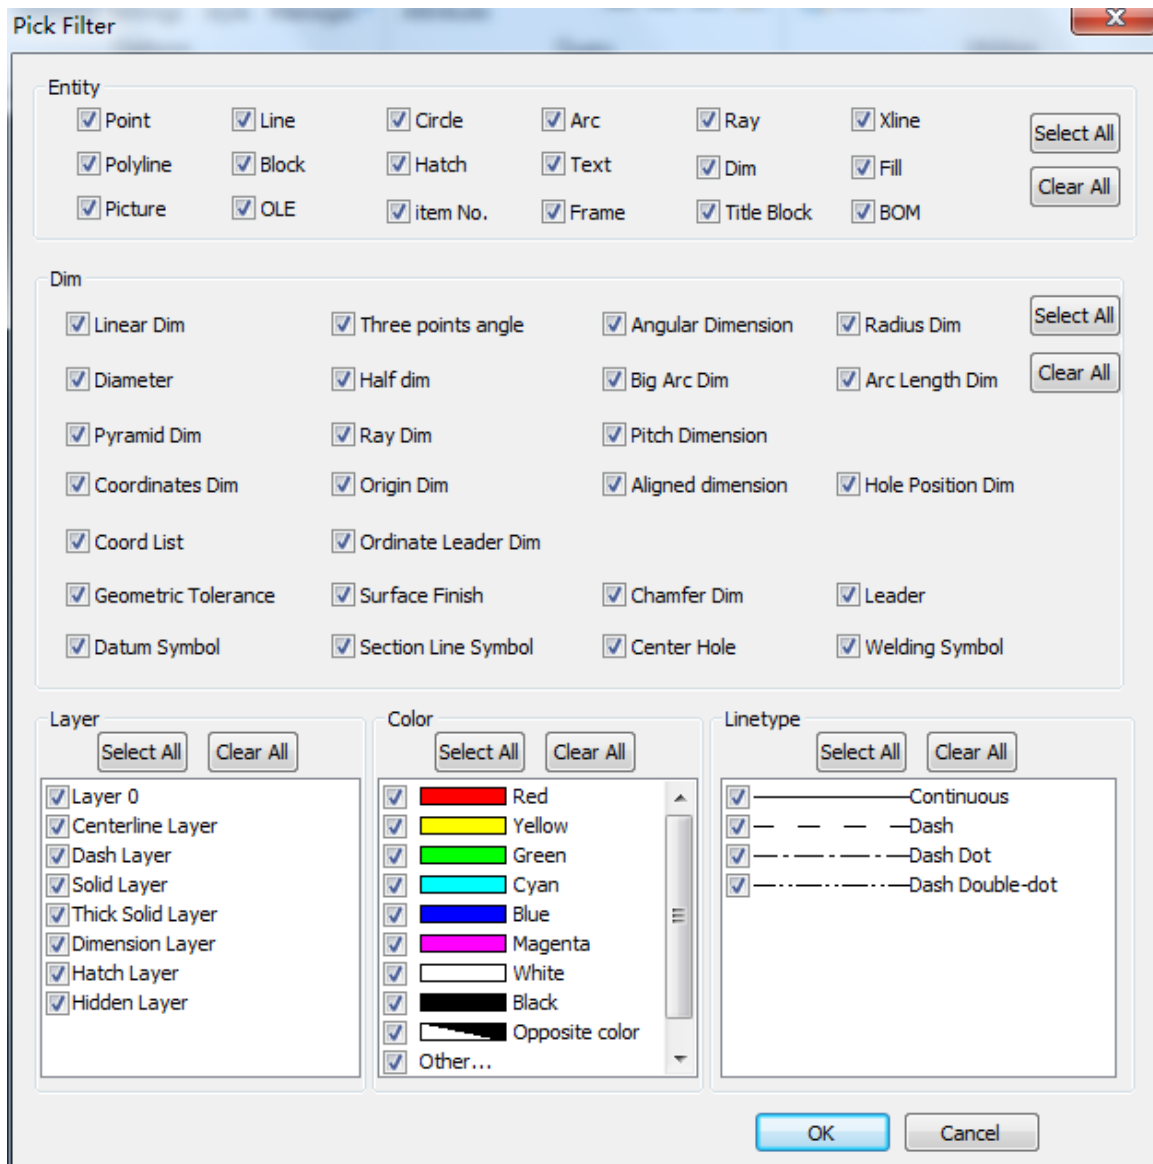 Pick Filter
Entity
Point Line Circle Arc Ray Xline
Select All
Polyline Block Hatch Text Dim Fill
Clear All
Picture OLE item No. Frame Title Block BOM
Dim
Linear Dim Three points angle Angular Dimension Radius Dim Select All
Diameter Half dim Big Arc Dim Arc Length Dim Clear All
Pyramid Dim Ray Dim Pitch Dimension
Coordinates Dim Origin Dim Aligned dimension Hole Position Dim
Coord List Ordinate Leader Dim
Geometric Tolerance Surface Finish Chamfer Dim Leader
Datum Symbol Section Line Symbol Center Hole Welding Symbol
Layer
Select All Clear All
Layer 0
Centerline Layer
Dash Layer
Solid Layer
Thick Solid Layer
Dimension Layer
Hatch Layer
Hidden Layer
Color
Select All Clear All
Red
Yellow
Green
Cyan
Blue
Magenta
White
Black
Opposite color
Other...
Linetype
Select All Clear All
Continuous
Dash
Dash Dot
Dash Double-dot
OK Cancel